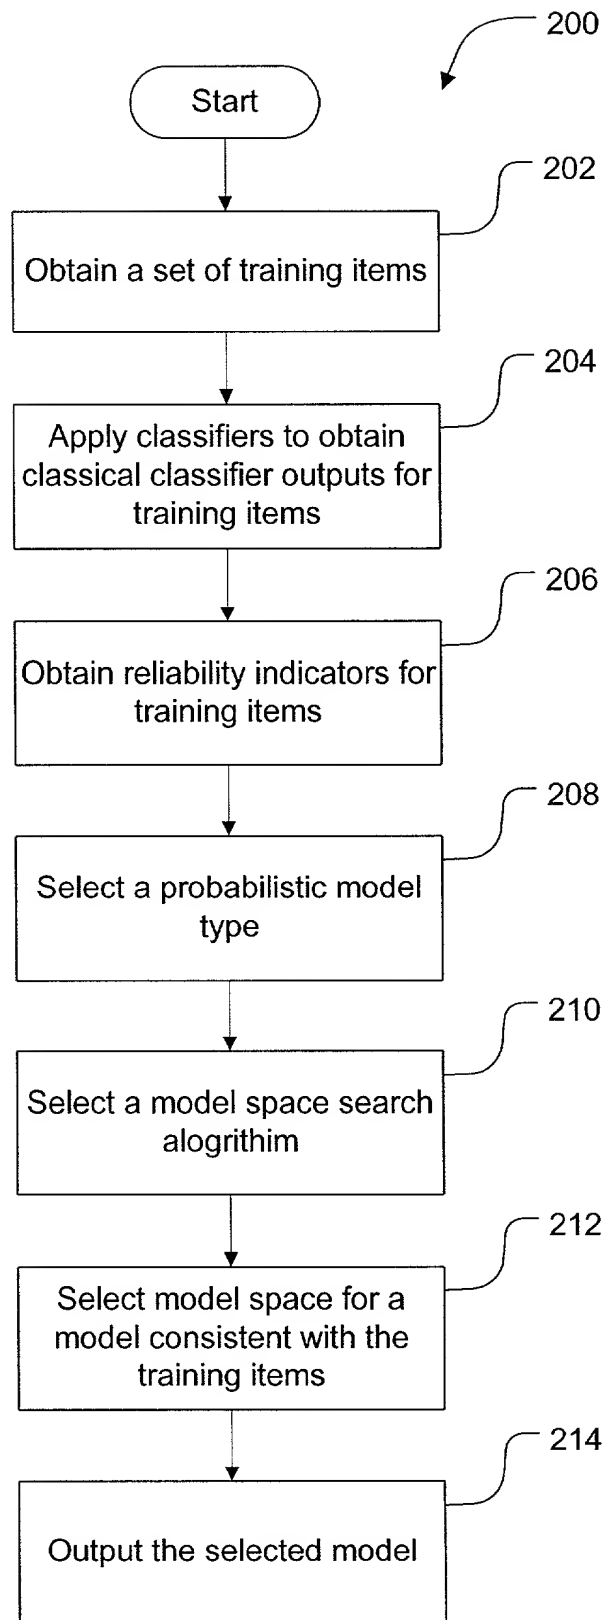 200
Start
202
Obtain a set of training items
204
Apply classifiers to obtain
classical classifier outputs for
training items
206
Obtain reliability indicators for
training items
208
Select a probabilistic model
type
210
Select a model space search
alogrithim
212
Select model space for a
model consistent with the
training items
214
Output the selected model